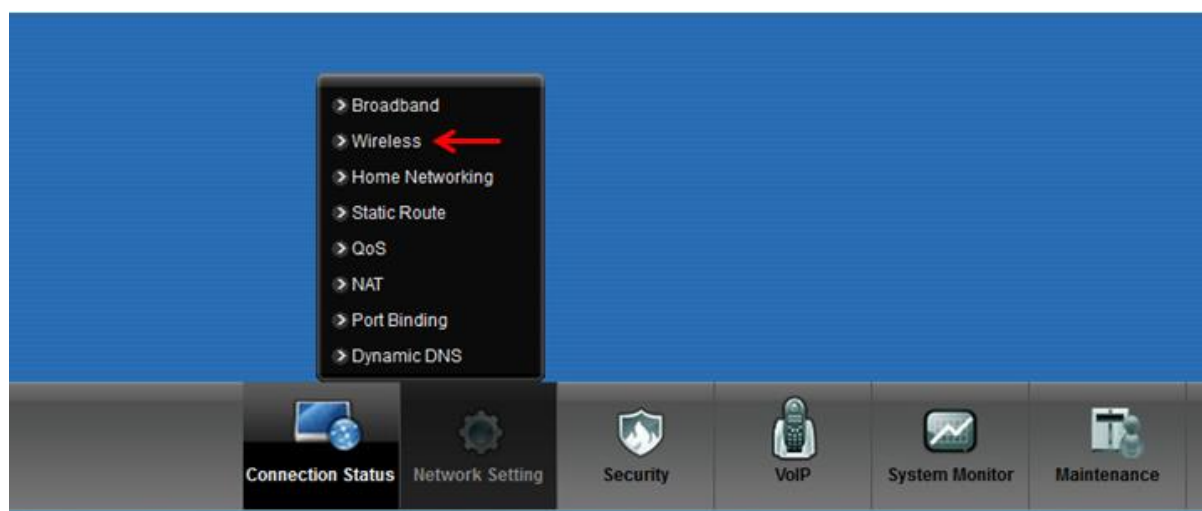 Broadband
Wireless
Home Networking
Static Route
QoS
NAT
Port Binding
Dynamic DNS
Connection Status
Network Setting
Security
VoIP
System Monitor
Maintenance